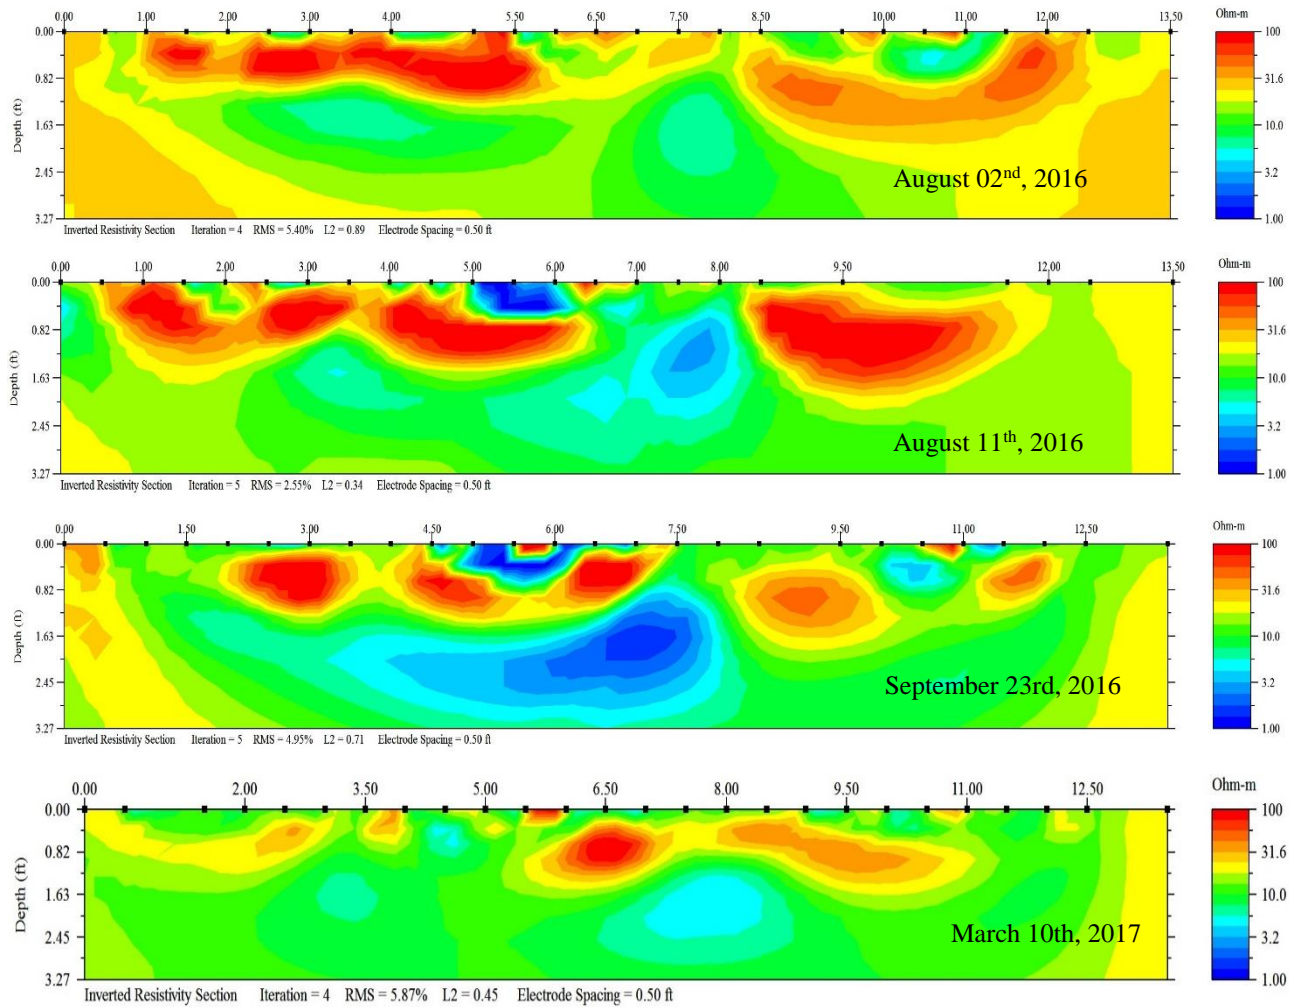 0.00 1.00 2.00 3.00 4.00 5.50 6.50 7.50 8.50 10.00 11.00 12.00 13.50
Ohm-m
0.00
0.82
1.63
2.45
3.27
Depth (ft)
100
31.6
10.0
3.2
1.00
August 02nd, 2016
Inverted Resistivity Section Iteration = 4 RMS = 5.40% L2 = 0.89 Electrode Spacing = 0.50 ft
0.00 1.00 2.00 3.00 4.00 5.00 6.00 7.00 8.00 9.50 12.00 13.50
Ohm-m
0.00
0.82
1.63
2.45
3.27
Depth (ft)
100
31.6
10.0
3.2
1.00
August 11th, 2016
Inverted Resistivity Section Iteration = 5 RMS = 2.55% L2 = 0.34 Electrode Spacing = 0.50 ft
0.00 1.50 3.00 4.50 6.00 7.50 9.50 11.00 12.50
Ohm-m
0.00
0.82
1.63
2.45
3.27
Depth (ft)
100
31.6
10.0
3.2
1.00
September 23rd, 2016
Inverted Resistivity Section Iteration = 5 RMS = 4.95% L2 = 0.71 Electrode Spacing = 0.50 ft
0.00 2.00 3.50 5.00 6.50 8.00 9.50 11.00 12.50
Ohm-m
0.00
0.82
1.63
2.45
3.27
Depth (ft)
100
31.6
10.0
3.2
1.00
March 10th, 2017
Inverted Resistivity Section Iteration = 4 RMS = 5.87% L2 = 0.45 Electrode Spacing = 0.50 ft